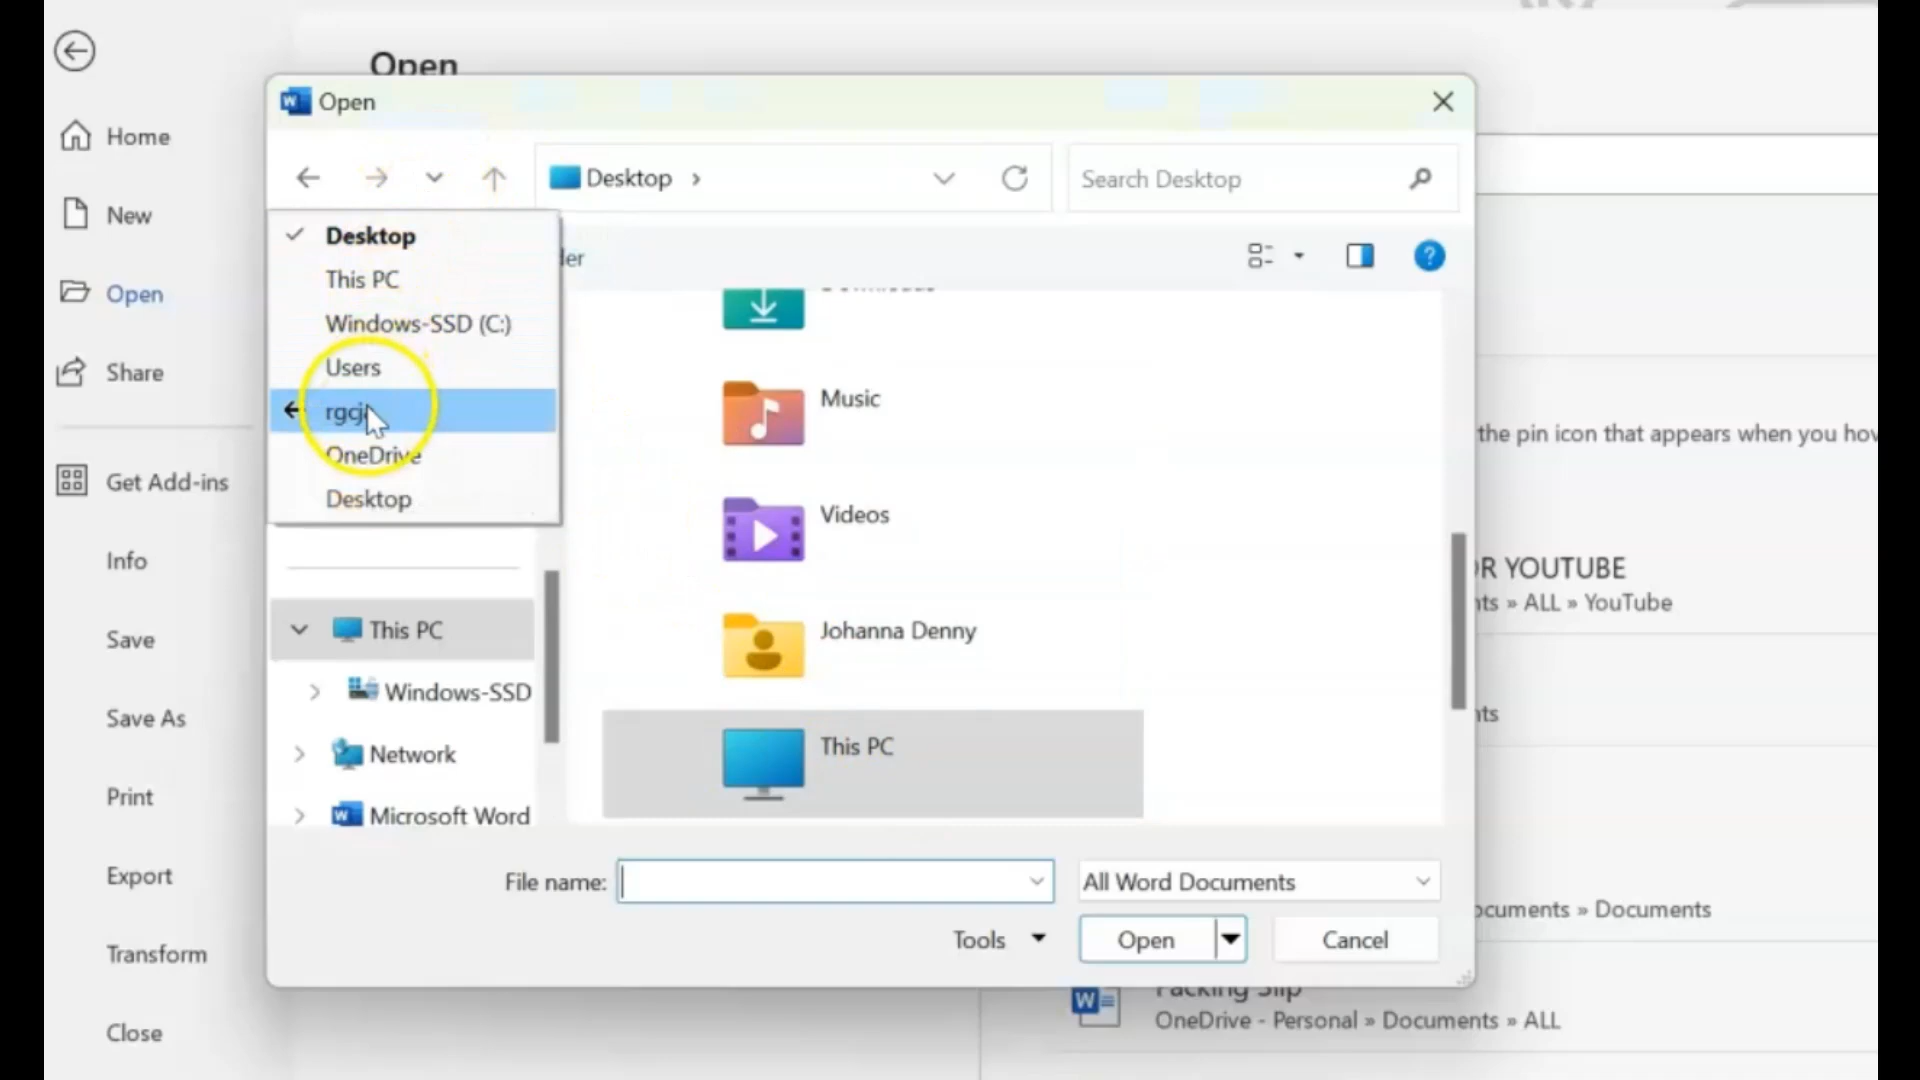 Open
Open
Home
New
Open
Share
Get Add-ins
Info
Save
Save As
Print
Export
Transform
Close
Desktop
Search Desktop
Desktop
This PC
Windows-SSD (C:)
Users
OneDrive
Desktop
This PC
Windows-SSD
Network
Microsoft Word
Music
Videos
Johanna Denny
This PC
File name:
All Word Documents
Tools
Open
Cancel
the pin icon that appears when you
YOUTUBE
» ALL » YouTube
» Documents
Packing Slip
OneDrive - Personal » Documents » ALL